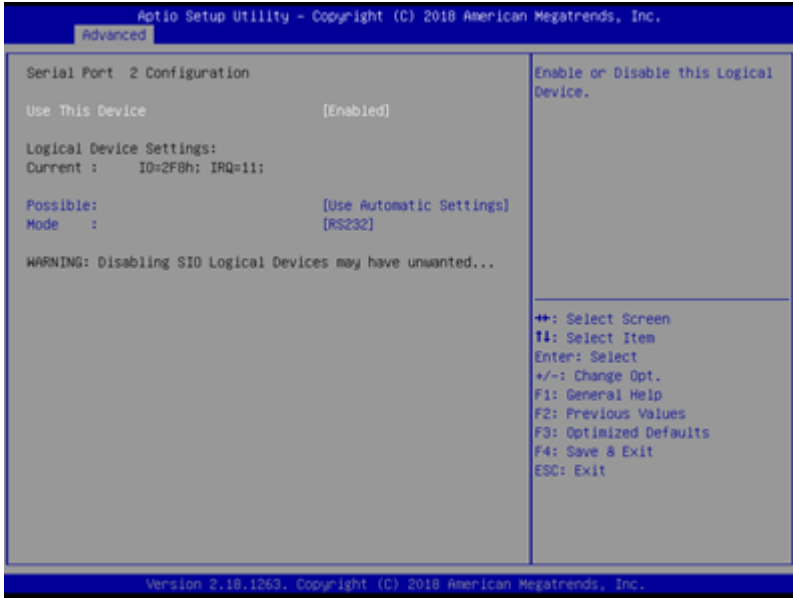 Aptio Setup Utility – Copyright (C) 2018 American Megatrends, Inc.
Advanced
Serial Port 2 Configuration
Use This Device [Enabled]
Logical Device Settings:
Current : IO=2F8h; IRQ=11;
Possible: [Use Automatic Settings]
Mode : [RS232]
WARNING: Disabling SIO Logical Devices may have unwanted...
Enable or Disable this Logical
Device.
→←: Select Screen
↑↓: Select Item
Enter: Select
+/-: Change Opt.
F1: General Help
F2: Previous Values
F3: Optimized Defaults
F4: Save & Exit
ESC: Exit
Version 2.18.1263. Copyright (C) 2018 American Megatrends, Inc.